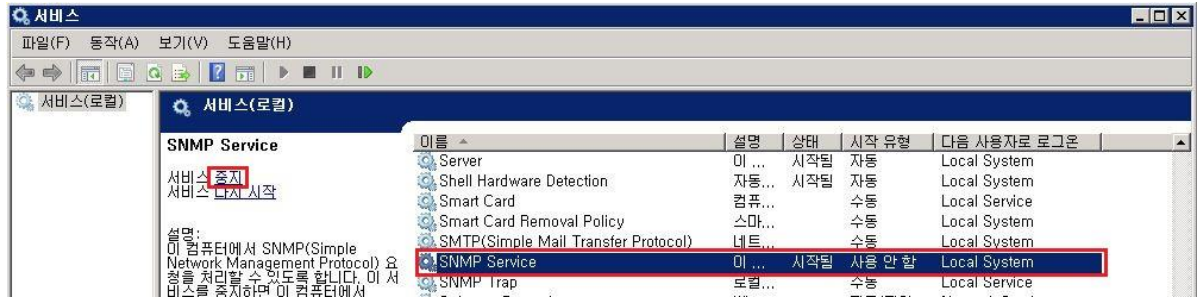 서비스
파일(F) 동작(A) 보기(V) 도움말(H)
서비스(로컬)
서비스(로컬)
SNMP Service
서비스 중지
서비스 다시 시작
설명:
이 컴퓨터에서 SNMP(Simple
Network Management Protocol) 요
청을 처리할 수 있도록 합니다. 이 서
비스를 중지하면 이 컴퓨터에서
이름 설명 상태 시작 유형 다음 사용자로 로그온
Server 이 ... 시작됨 자동 Local System
Shell Hardware Detection 자동... 시작됨 자동 Local System
Smart Card 컴퓨... 수동 Local Service
Smart Card Removal Policy 스마... 수동 Local System
SMTP(Simple Mail Transfer Protocol) 네트... 수동 Local System
SNMP Service 이 ... 시작됨 사용 안 함 Local System
SNMP Trap 로컬... 수동 Local Service